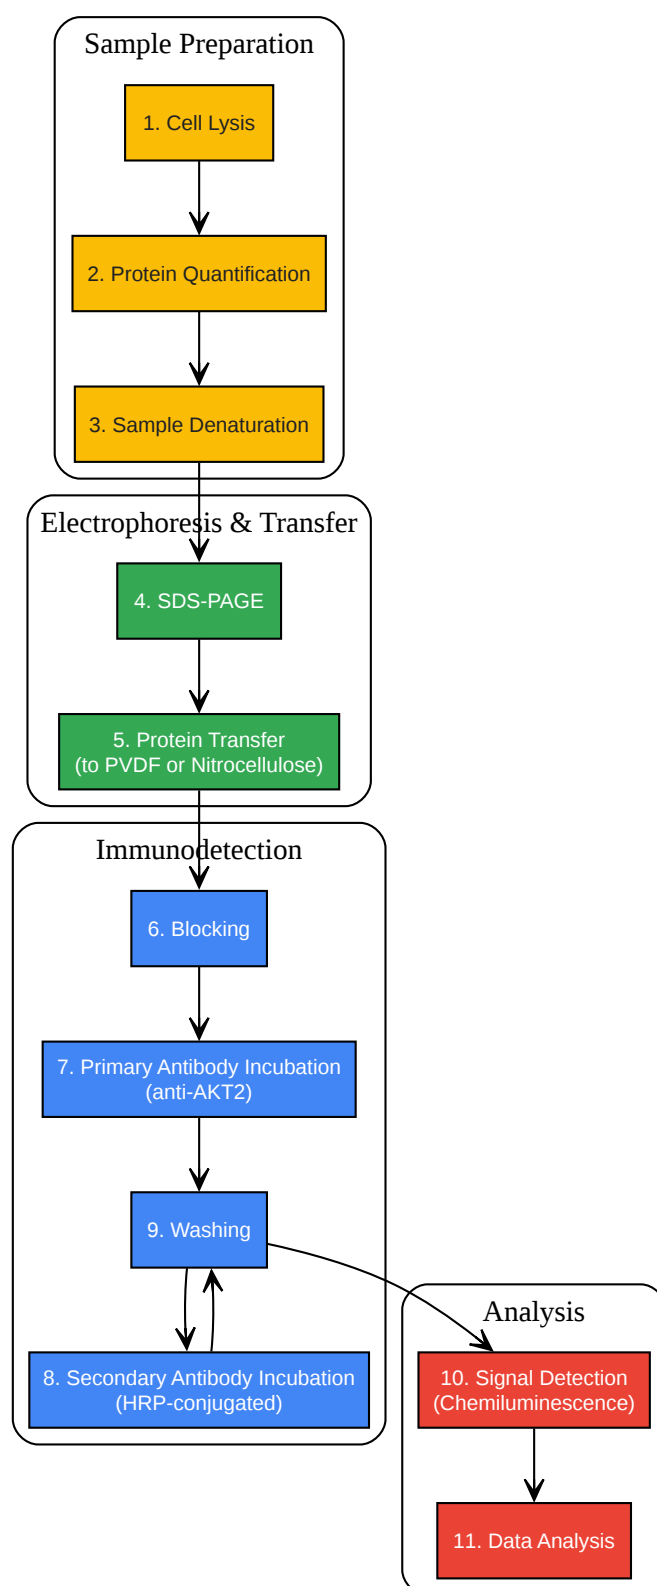 Sample Preparation
1. Cell Lysis
2. Protein Quantification
3. Sample Denaturation
Electrophoresis & Transfer
4. SDS-PAGE
5. Protein Transfer
(to PVDF or Nitrocellulose)
Immunodetection
6. Blocking
7. Primary Antibody Incubation
(anti-AKT2)
9. Washing
8. Secondary Antibody Incubation
(HRP-conjugated)
Analysis
10. Signal Detection
(Chemiluminescence)
11. Data Analysis